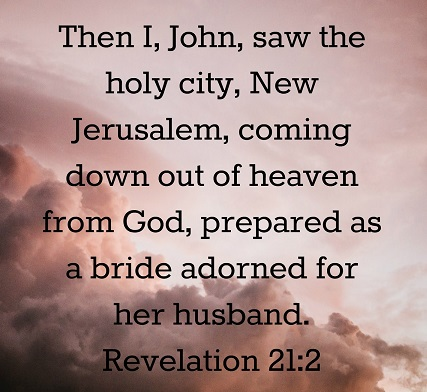 Then I, John, saw the
holy city, New
Jerusalem, coming
down out of heaven
from God, prepared as
a bride adorned for
her husband.
Revelation 21:2